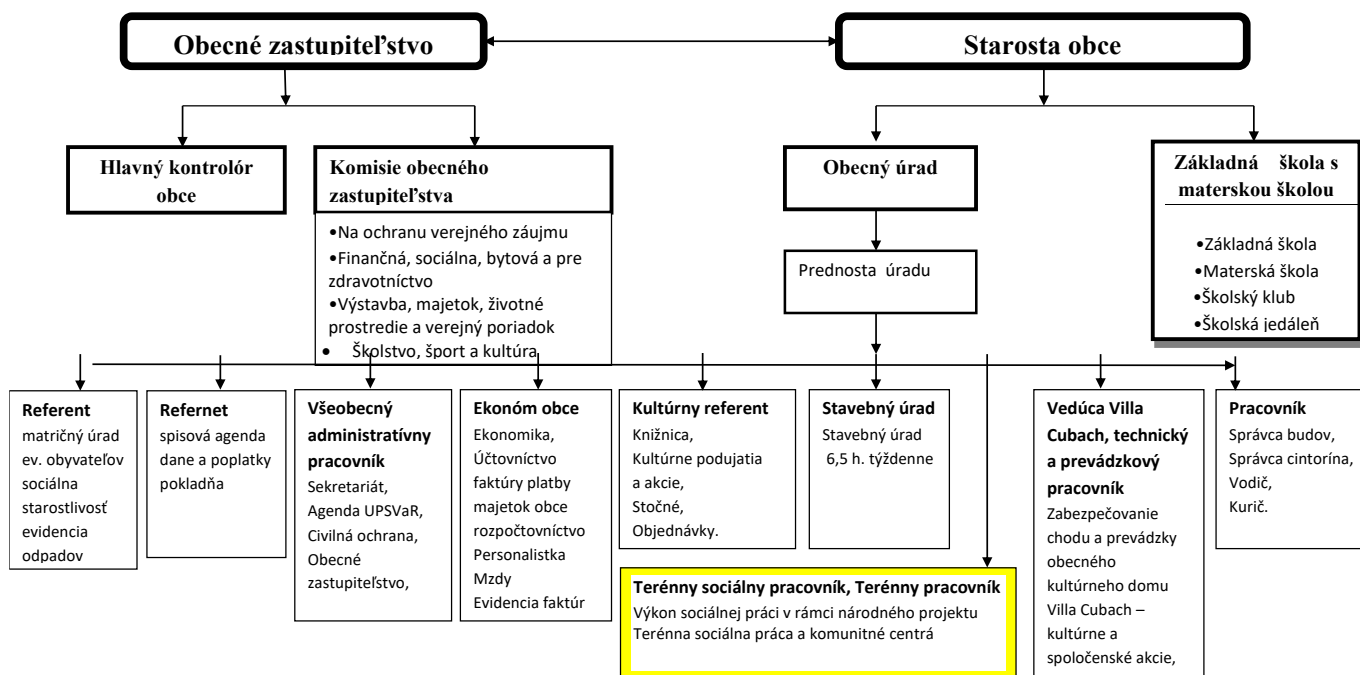 Obecné zastupiteľstvo
Starosta obce
Hlavný kontrolór
obce
Komisie obecného
zastupiteľstva
•Na ochranu verejného záujmu
•Finančná, sociálna, bytová a pre
zdravotníctvo
•Výstavba, majetok, životné
prostredie a verejný poriadok
• Školstvo, šport a kultúra
Obecný úrad
Prednosta úradu
Základná škola s
materskou školou
•Základná škola
•Materská škola
•Školský klub
•Školská jedáleň
Referent
matričný úrad
ev. obyvateľov
sociálna
starostlivosť
evidencia
odpadov
Refernet
spisová agenda
dane a poplatky
pokladňa
Všeobecný
administratívny
pracovník
Sekretariát,
Agenda UPSVaR,
Civilná ochrana,
Obecné
zastupiteľstvo,
Ekonóm obce
Ekonomika,
Účtovníctvo
faktúry platby
majetok obce
rozpočtovníctvo
Personalistka
Mzdy
Evidencia faktúr
Kultúrny referent
Knižnica,
Kultúrne podujatia
a akcie,
Stočné,
Objednávky.
Stavebný úrad
Stavebný úrad
6,5 h. týždenne
Terénny sociálny pracovník, Terénny pracovník
Výkon sociálnej práci v rámci národného projektu
Terénna sociálna práca a komunitné centrá
Vedúca Villa
Cubach, technický
a prevádzkový
pracovník
Zabezpečovanie
chodu a prevádzky
obecného
kultúrneho domu
Villa Cubach –
kultúrne a
spoločenské akcie,
Pracovník
Správca budov,
Správca cintorína,
Vodič,
Kurič.